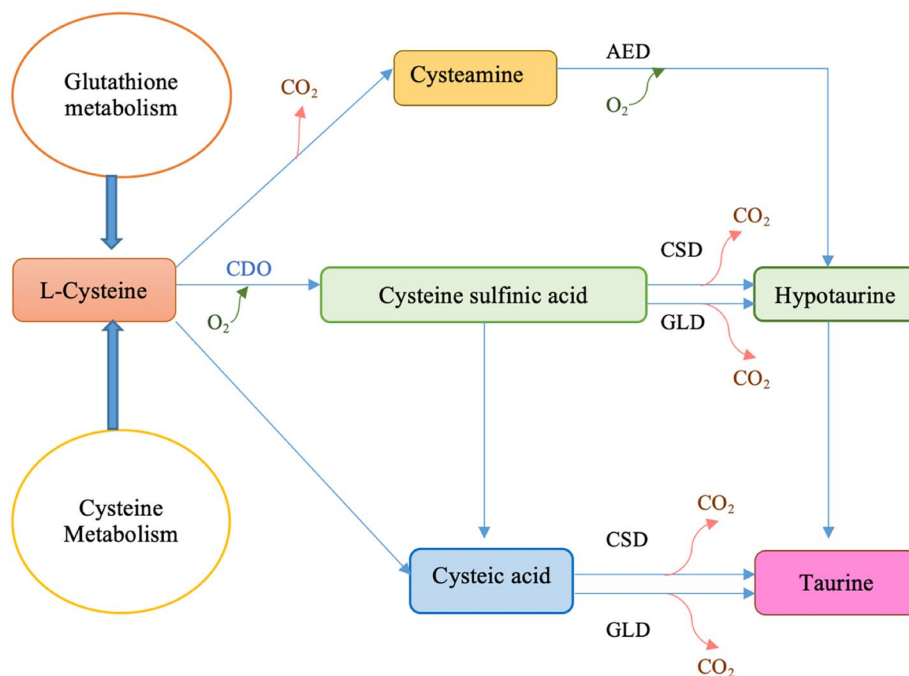 Glutathione
metabolism
CO₂
Cysteamine
AED
O₂
L-Cysteine
CDO
O₂
Cysteine sulfinic acid
CSD
CO₂
GLD
CO₂
Hypotaurine
Cysteine
Metabolism
Cysteic acid
CSD
CO₂
GLD
CO₂
Taurine